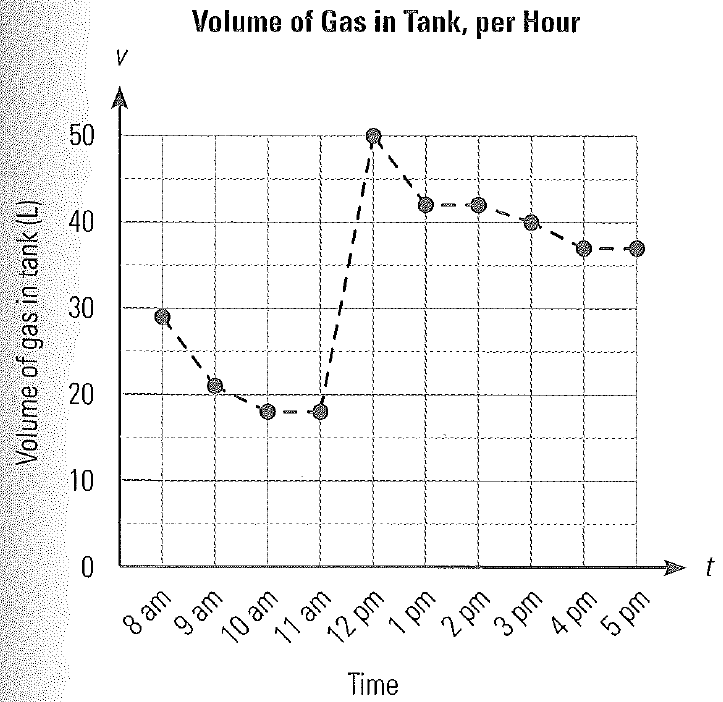 Volume of Gas in Tank, per Hour
v
50
40
30
20
10
0
Volume of gas in tank (L)
8 am
9 am
10 am
11 am
12 pm
1 pm
2 pm
3 pm
4 pm
5 pm
t
Time